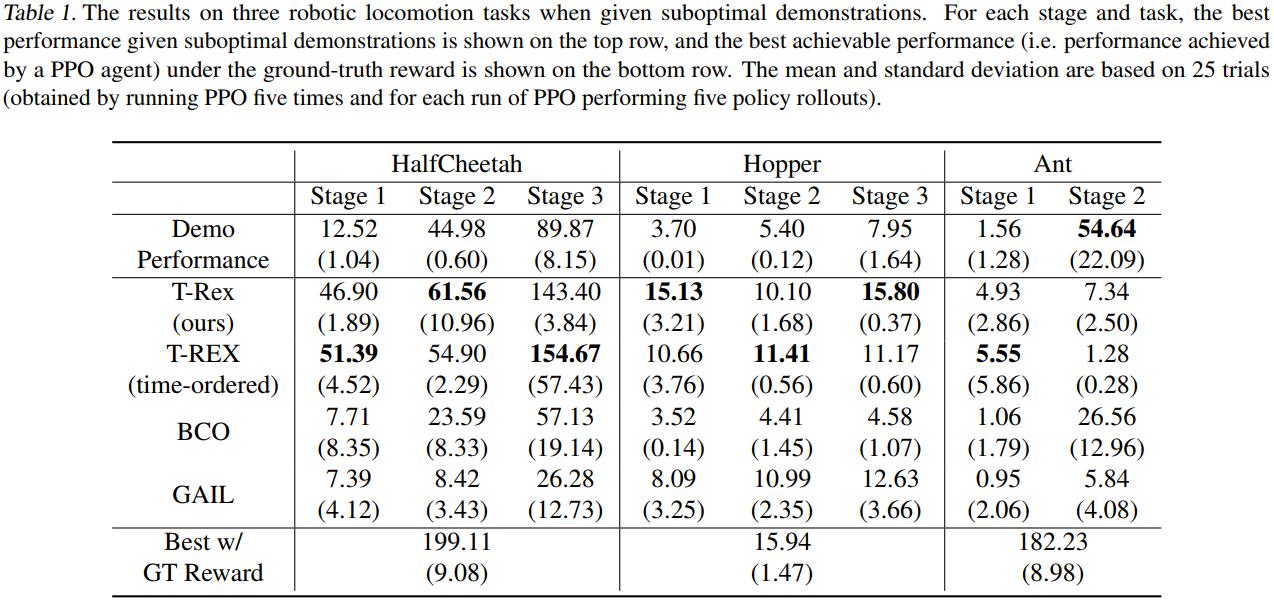 Table 1. The results on three robotic locomotion tasks when given suboptimal demonstrations. For each stage and task, the best
performance given suboptimal demonstrations is shown on the top row, and the best achievable performance (i.e. performance achieved
by a PPO agent) under the ground-truth reward is shown on the bottom row. The mean and standard deviation are based on 25 trials
(obtained by running PPO five times and for each run of PPO performing five policy rollouts).
HalfCheetah Hopper Ant
Stage 1 Stage 2 Stage 3 Stage 1 Stage 2 Stage 3 Stage 1 Stage 2
Demo 12.52 44.98 89.87 3.70 5.40 7.95 1.56 54.64
Performance (1.04) (0.60) (8.15) (0.01) (0.12) (1.64) (1.28) (22.09)
T-Rex 46.90 61.56 143.40 15.13 10.10 15.80 4.93 7.34
(ours) (1.89) (10.96) (3.84) (3.21) (1.68) (0.37) (2.86) (2.50)
T-REX 51.39 54.90 154.67 10.66 11.41 11.17 5.55 1.28
(time-ordered) (4.52) (2.29) (57.43) (3.76) (0.56) (0.60) (5.86) (0.28)
BCO 7.71 23.59 57.13 3.52 4.41 4.58 1.06 26.56
(8.35) (8.33) (19.14) (0.14) (1.45) (1.07) (1.79) (12.96)
GAIL 7.39 8.42 26.28 8.09 10.99 12.63 0.95 5.84
(4.12) (3.43) (12.73) (3.25) (2.35) (3.66) (2.06) (4.08)
Best w/ 199.11 15.94 182.23
GT Reward (9.08) (1.47) (8.98)